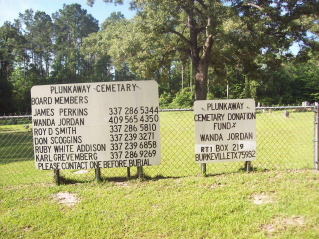 PLUNKAWAY CEMETARY
BOARD MEMBERS
JAMES PERKINS 337 286 5344
WANDA JORDAN 409 565 4350
ROY D SMITH 337 286 5810
DON SCOGGINS 337 239 3271
RUBY WHITE ADDISON 337 239 6858
KARL GREVEMBERG 337 286 9269
PLEASE CONTACT ONE BEFORE BURIAL
PLUNKAWAY
CEMETARY DONATION
FUND%
WANDA JORDAN
RT1 BOX 219
BURKEVILLE TX 75932